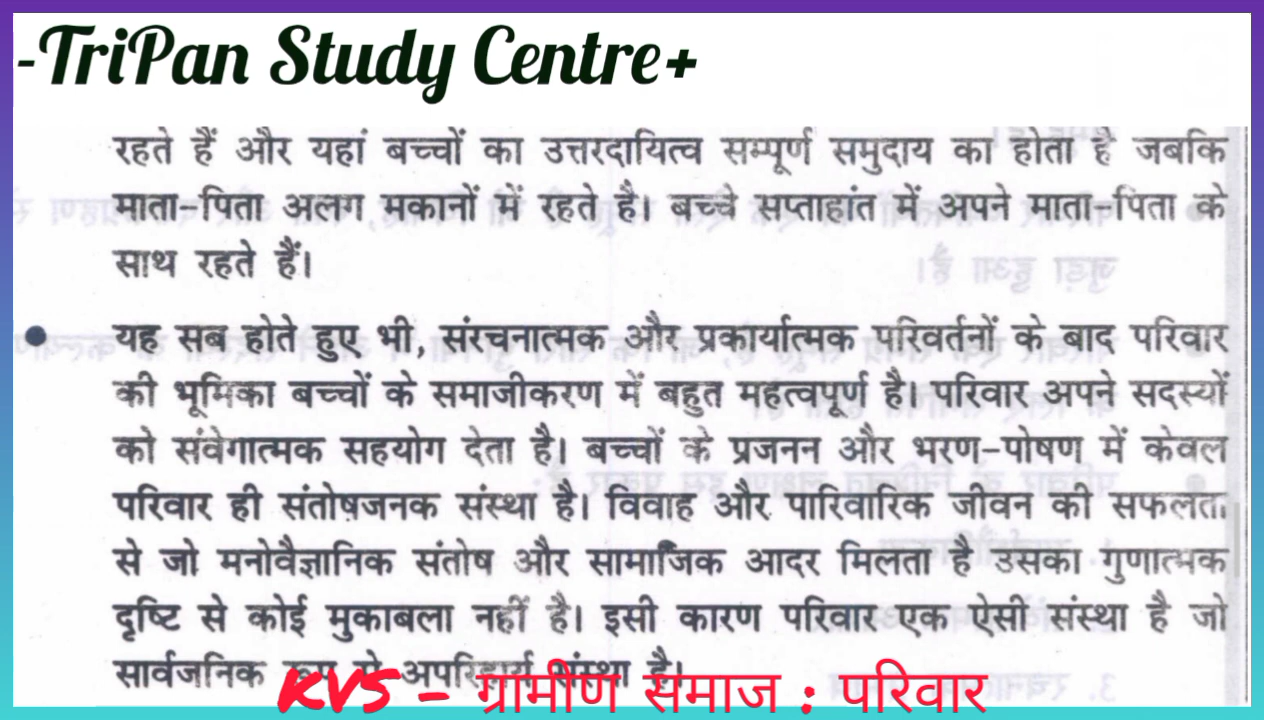 -TriPan Study Centre+
रहते हैं और यहां बच्चों का उत्तरदायित्व सम्पूर्ण समुदाय का होता है जबकि
माता-पिता अलग मकानों में रहते है। बच्चे सप्ताहांत में अपने माता-पिता के
साथ रहते हैं।
• यह सब होते हुए भी, संरचनात्मक और प्रकार्यात्मक परिवर्तनों के बाद परिवार
की भूमिका बच्चों के समाजीकरण में बहुत महत्वपूर्ण है। परिवार अपने सदस्यों
को संवेगात्मक सहयोग देता है। बच्चों के प्रजनन और भरण-पोषण में केवल
परिवार ही संतोषजनक संस्था है। विवाह और पारिवारिक जीवन की सफलता
से जो मनोवैज्ञानिक संतोष और सामाजिक आदर मिलता है उसका गुणात्मक
दृष्टि से कोई मुकाबला नहीं है। इसी कारण परिवार एक ऐसी संस्था है जो
सार्वजनिक रूप से अपरिहार्य संस्था है।
KVS - ग्रामीण समाज : परिवार